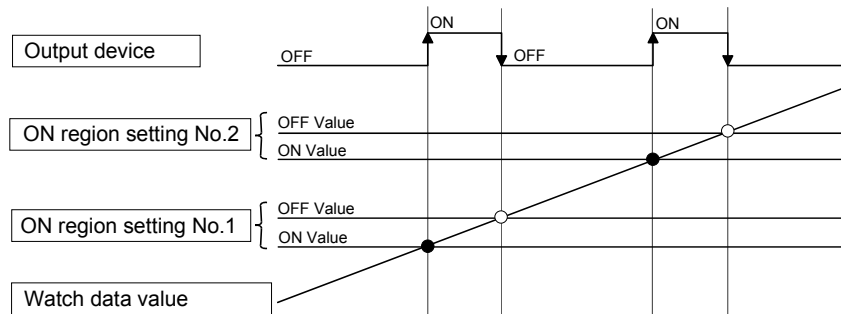 ON
ON
Output device
OFF
OFF
OFF Value
ON region setting No.2
ON Value
OFF Value
ON region setting No.1
ON Value
Watch data value